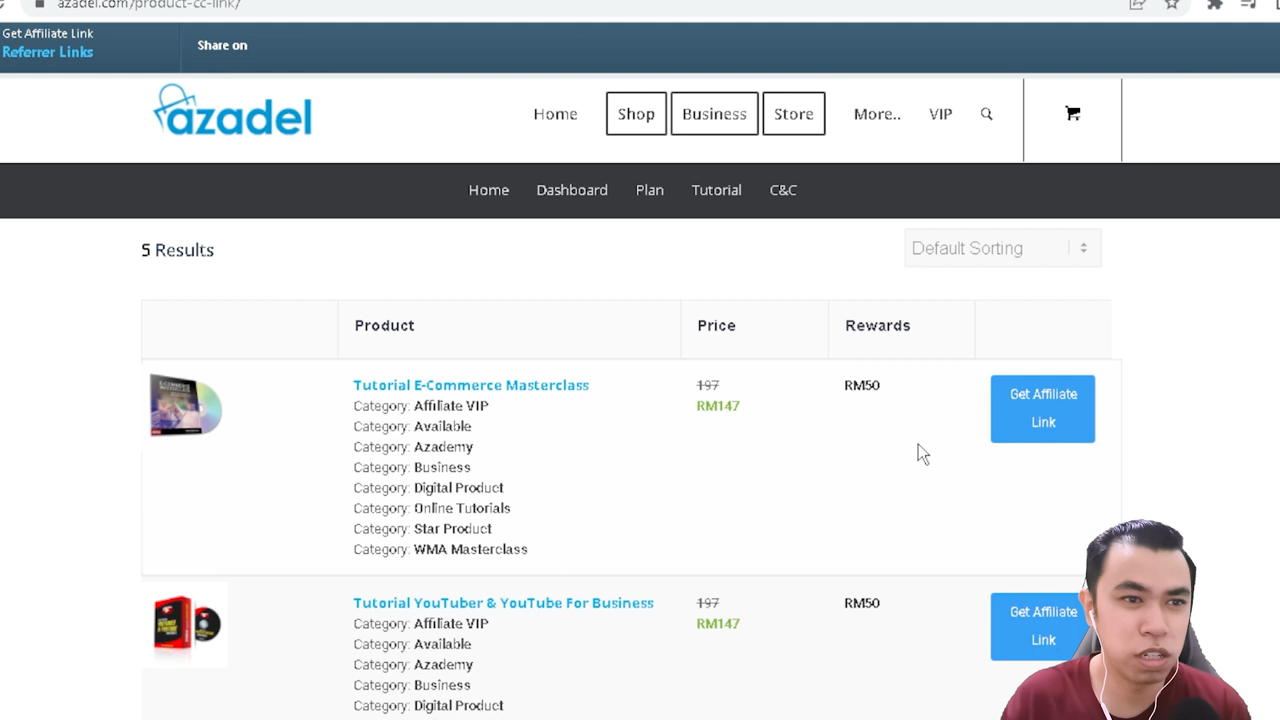 azadel.com/product-cc-link/
Get Affiliate Link
Referrer Links
Share on
azadel
Home Shop Business Store More.. VIP
Home Dashboard Plan Tutorial C&C
5 Results
Default Sorting
Product Price Rewards
Tutorial E-Commerce Masterclass 197 RM50 Get Affiliate
Category: Affiliate VIP RM147
Link
Category: Available
Category: Azademy
Category: Business
Category: Digital Product
Category: Online Tutorials
Category: Star Product
Category: WMA Masterclass
Tutorial YouTuber & YouTube For Business 197 RM50 Get Affiliate
Category: Affiliate VIP RM147
Link
Category: Available
Category: Azademy
Category: Business
Category: Digital Product